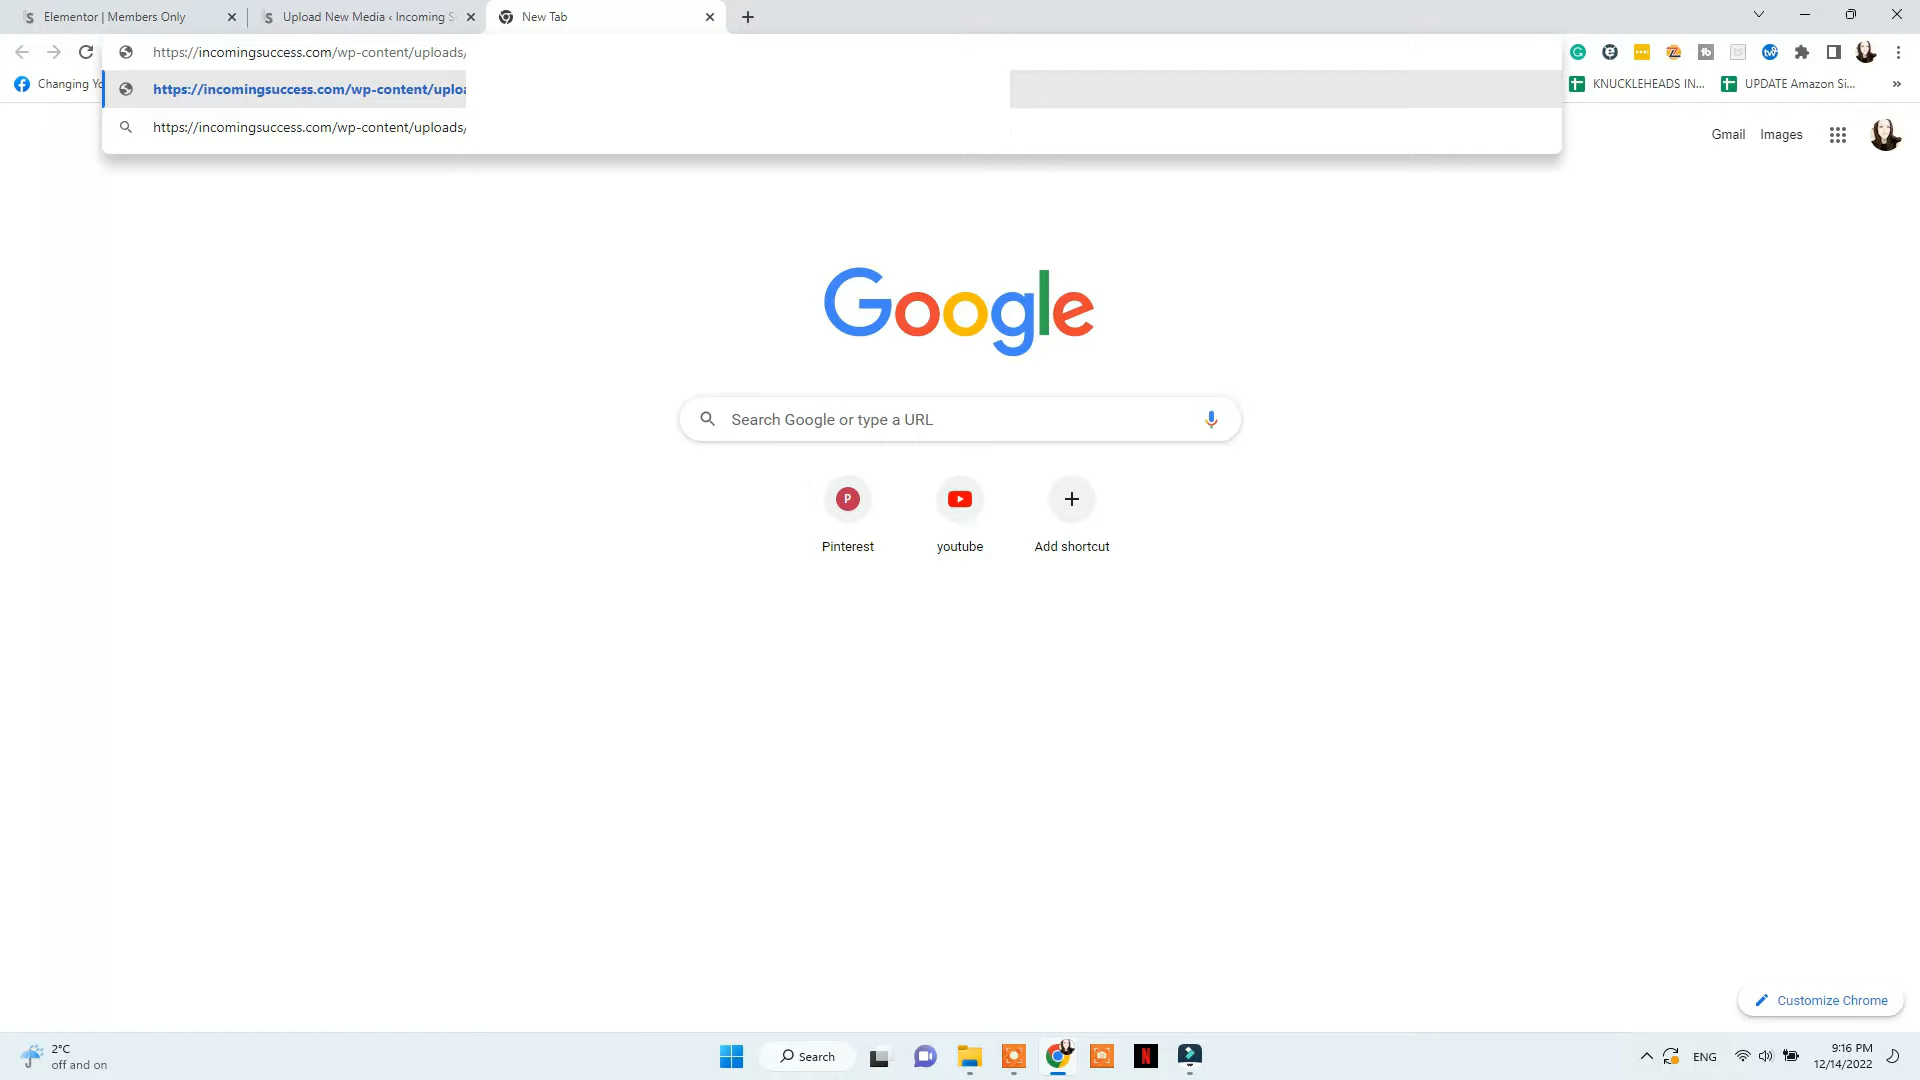 Elementor | Members Only
Upload New Media ‹ Incoming S
New Tab
https://incomingsuccess.com/wp-content/uploads/
Changing Yo
https://incomingsuccess.com/wp-content/uploa
KNUCKLEHEADS IN...
UPDATE Amazon Si...
»
https://incomingsuccess.com/wp-content/uploads/
Gmail
Images
Google
Search Google or type a URL
P
Pinterest
youtube
Add shortcut
Customize Chrome
2°C
off and on
Search
N
ENG
9:16 PM
12/14/2022